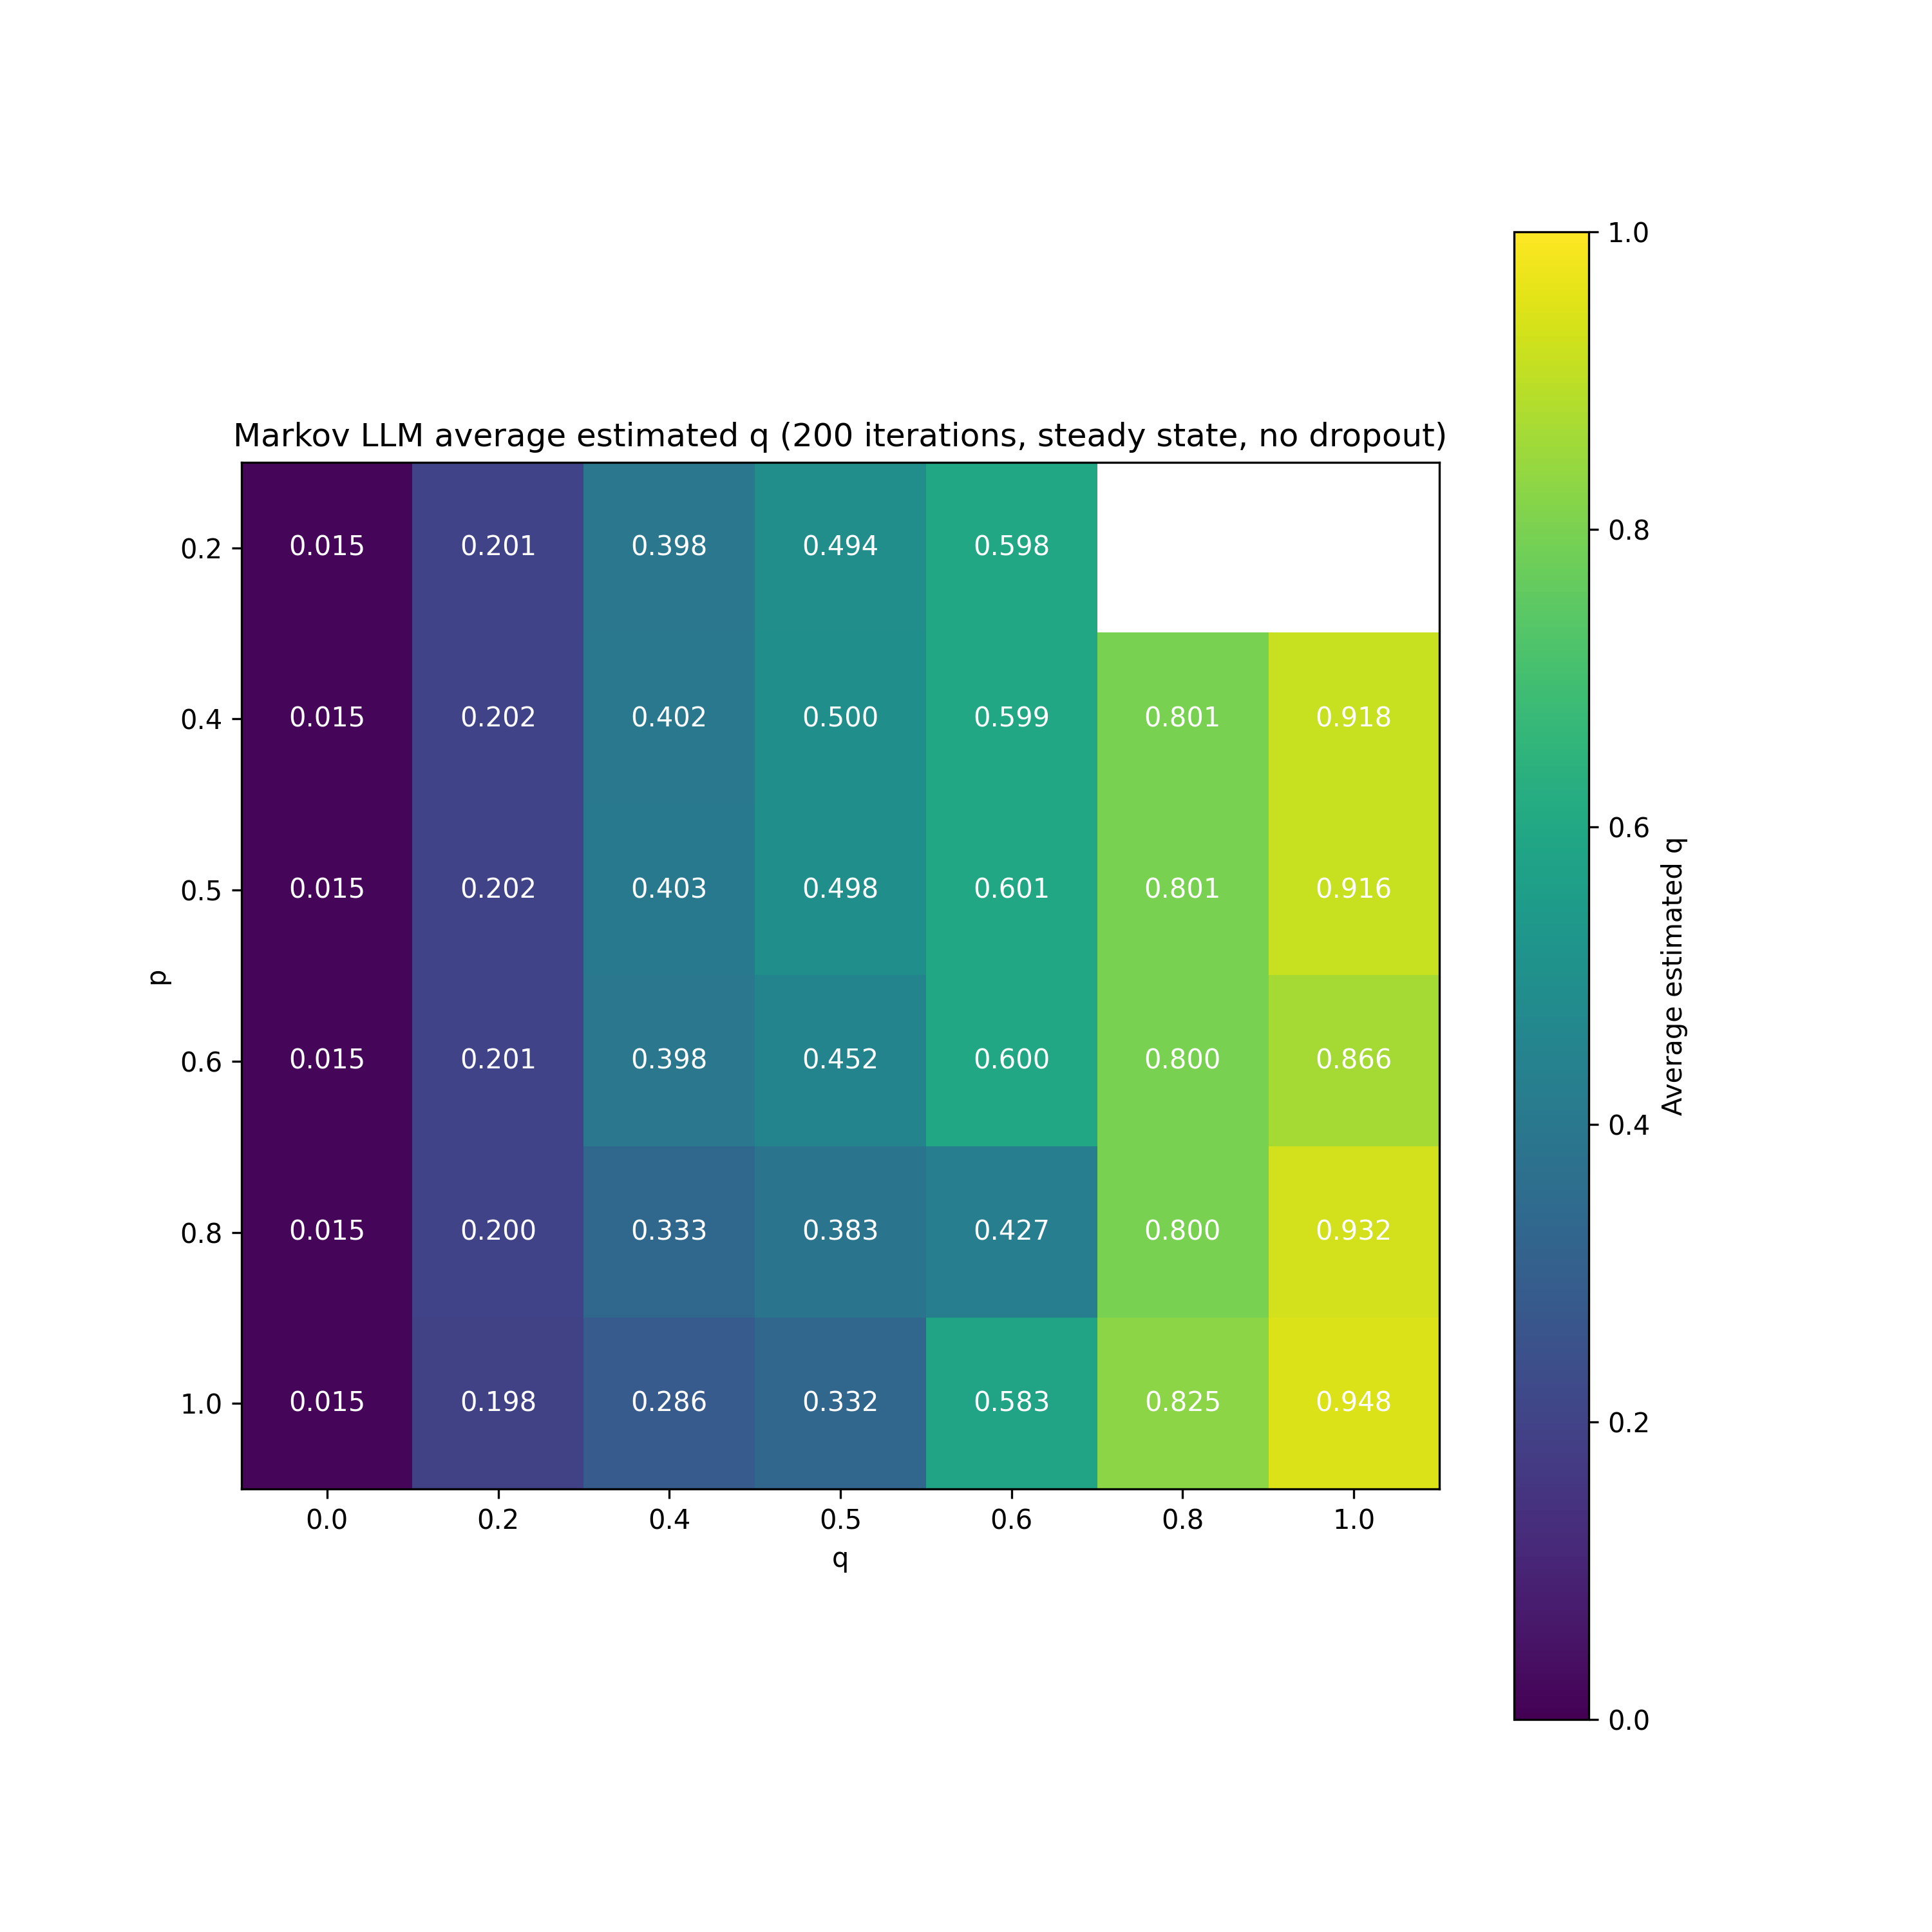 Markov LLM average estimated q (200 iterations, steady state, no dropout)
p
0.2 0.015 0.201 0.398 0.494 0.598
0.4 0.015 0.202 0.402 0.500 0.599 0.801 0.918
0.5 0.015 0.202 0.403 0.498 0.601 0.801 0.916
0.6 0.015 0.201 0.398 0.452 0.600 0.800 0.866
0.8 0.015 0.200 0.333 0.383 0.427 0.800 0.932
1.0 0.015 0.198 0.286 0.332 0.583 0.825 0.948
0.0 0.2 0.4 0.5 0.6 0.8 1.0
q
1.0
0.8
0.6
0.4
0.2
0.0
Average estimated q